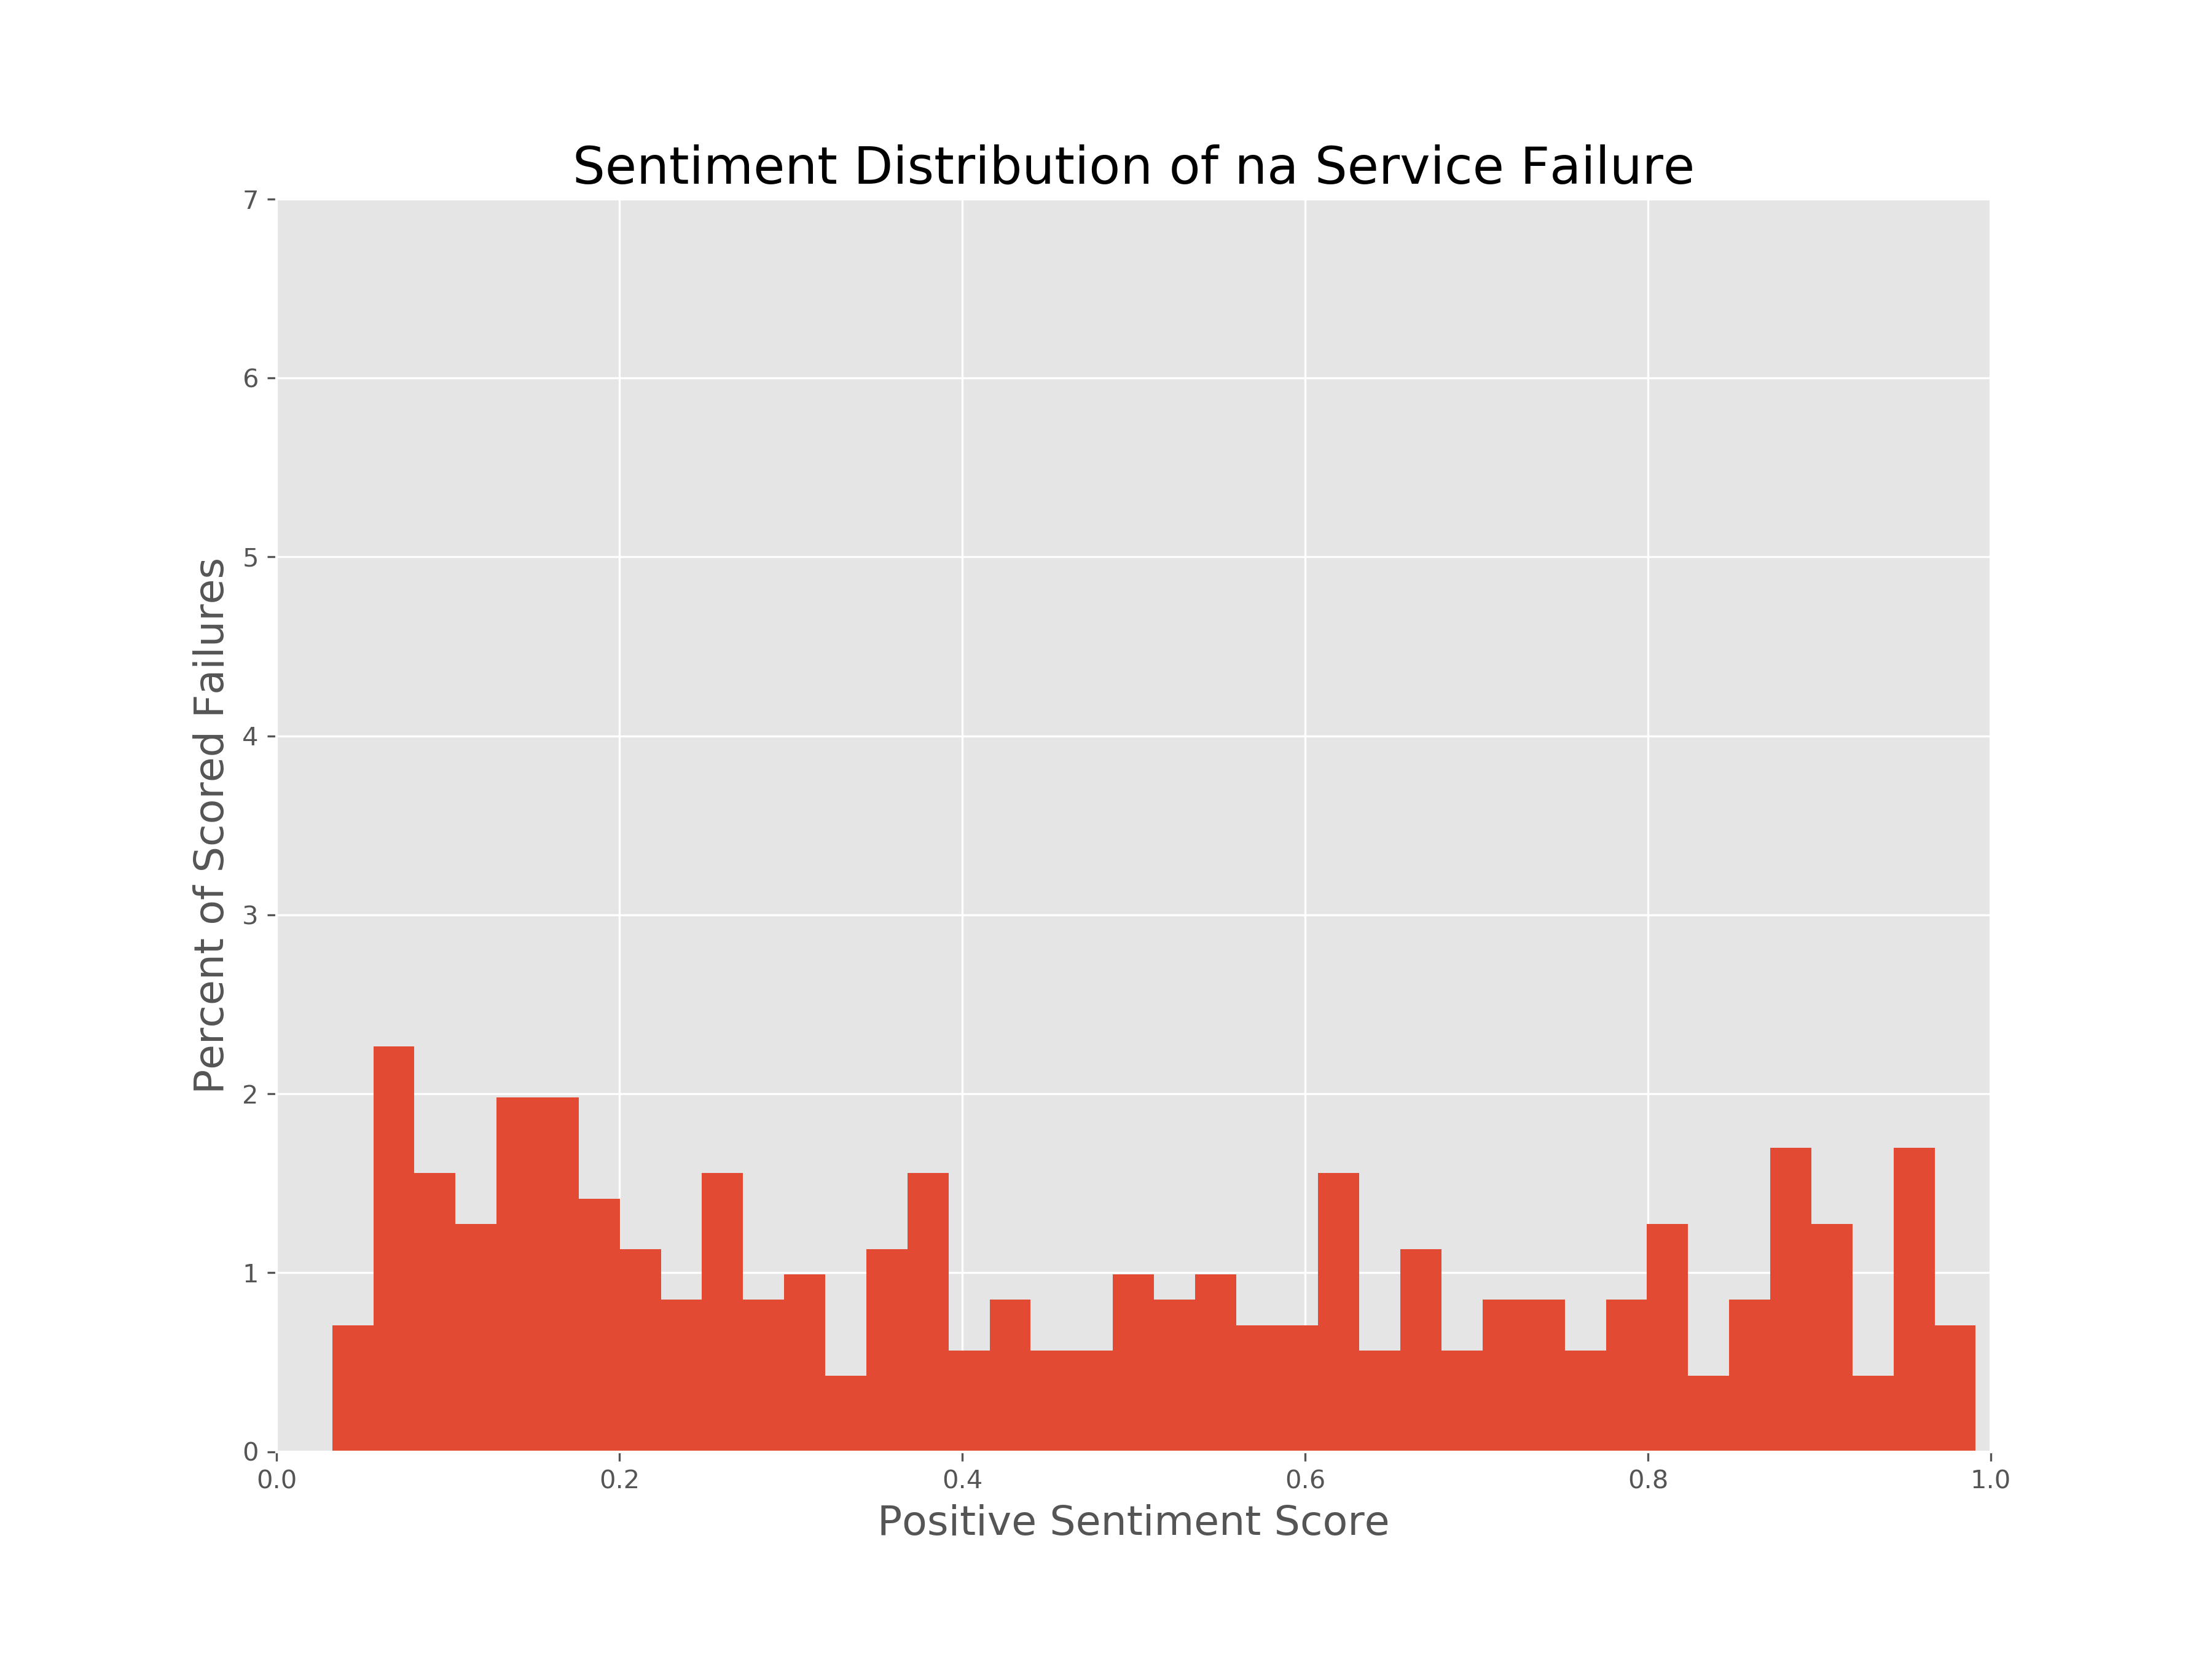 Sentiment Distribution of na Service Failure
7
6
5
4
3
2
1
0
Percent of Scored Failures
0.0 0.2 0.4 0.6 0.8 1.0
Positive Sentiment Score